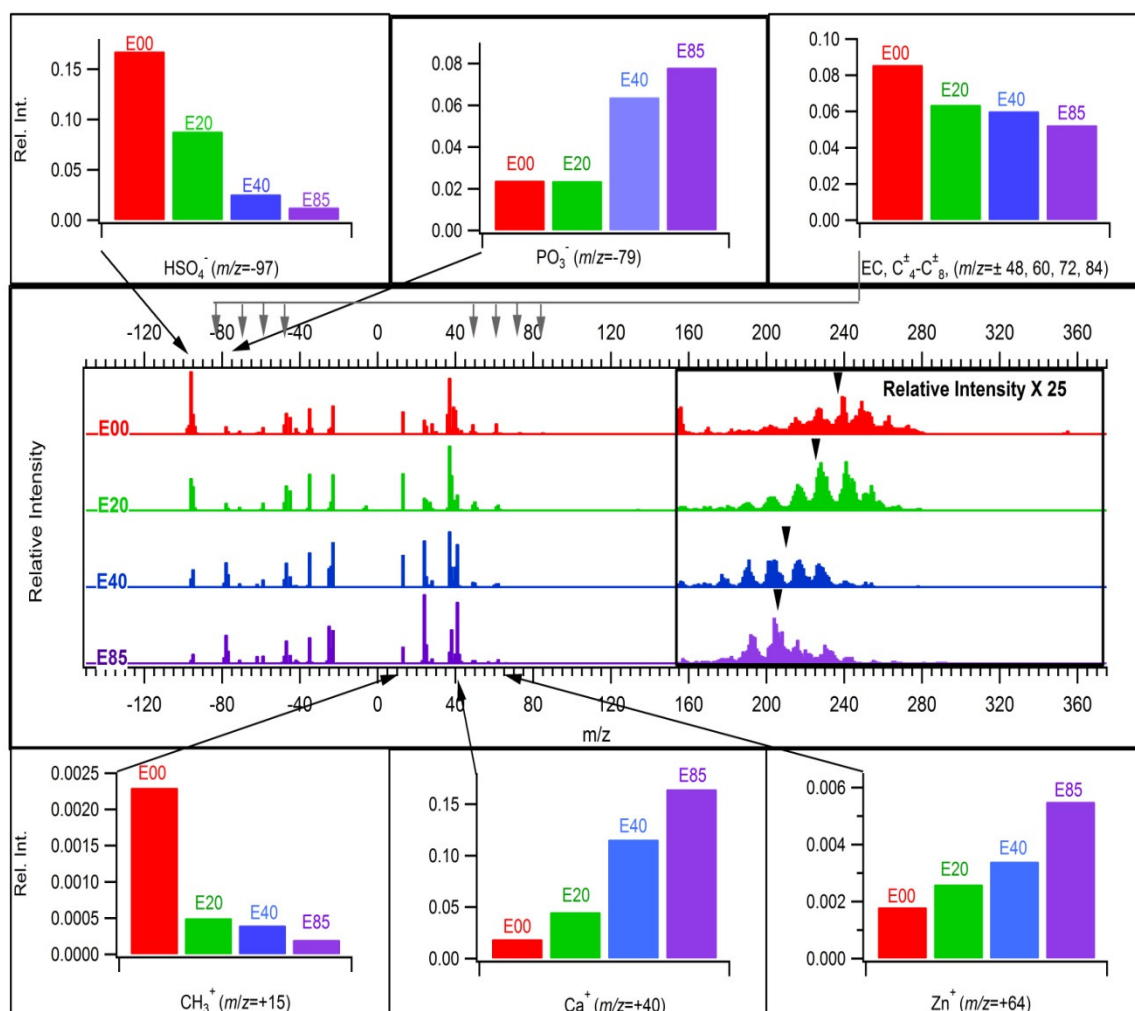 Rel. Int.
0.15
0.10
0.05
0.00
E00
E20
E40
E85
HSO₄⁻ (m/z=-97)
0.08
0.06
0.04
0.02
0.00
E00
E20
E40
E85
PO₃⁻ (m/z=-79)
0.10
0.08
0.06
0.04
0.02
0.00
E00
E20
E40
E85
EC, C₄±-C₈±, (m/z=± 48, 60, 72, 84)
-120 -80 -40 0 40 80 120 160 200 240 280 320 360
Relative Intensity X 25
Relative Intensity
E00
E20
E40
E85
-120 -80 -40 0 40 80 120 160 200 240 280 320 360
m/z
Rel. Int.
0.0025
0.0020
0.0015
0.0010
0.0005
0.0000
E00
E20
E40
E85
CH₃⁺ (m/z=+15)
0.15
0.10
0.05
0.00
E00
E20
E40
E85
Ca⁺ (m/z=+40)
0.006
0.004
0.002
0.000
E00
E20
E40
E85
Zn⁺ (m/z=+64)